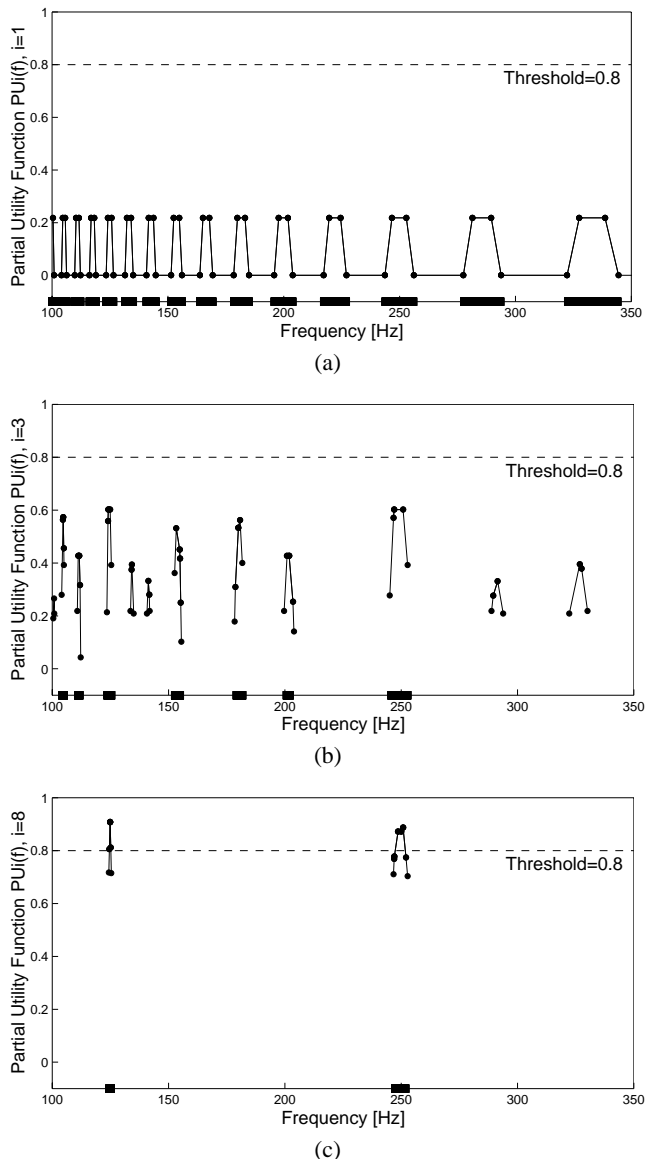 1
0.8
0.6
0.4
0.2
0
Partial Utility Function PUi(f), i=1
Threshold=0.8
100 150 200 250 300 350
Frequency [Hz]
(a)
1
0.8
0.6
0.4
0.2
0
Partial Utility Function PUi(f), i=3
Threshold=0.8
100 150 200 250 300 350
Frequency [Hz]
(b)
1
0.8
0.6
0.4
0.2
0
Partial Utility Function PUi(f), i=8
Threshold=0.8
100 150 200 250 300 350
Frequency [Hz]
(c)